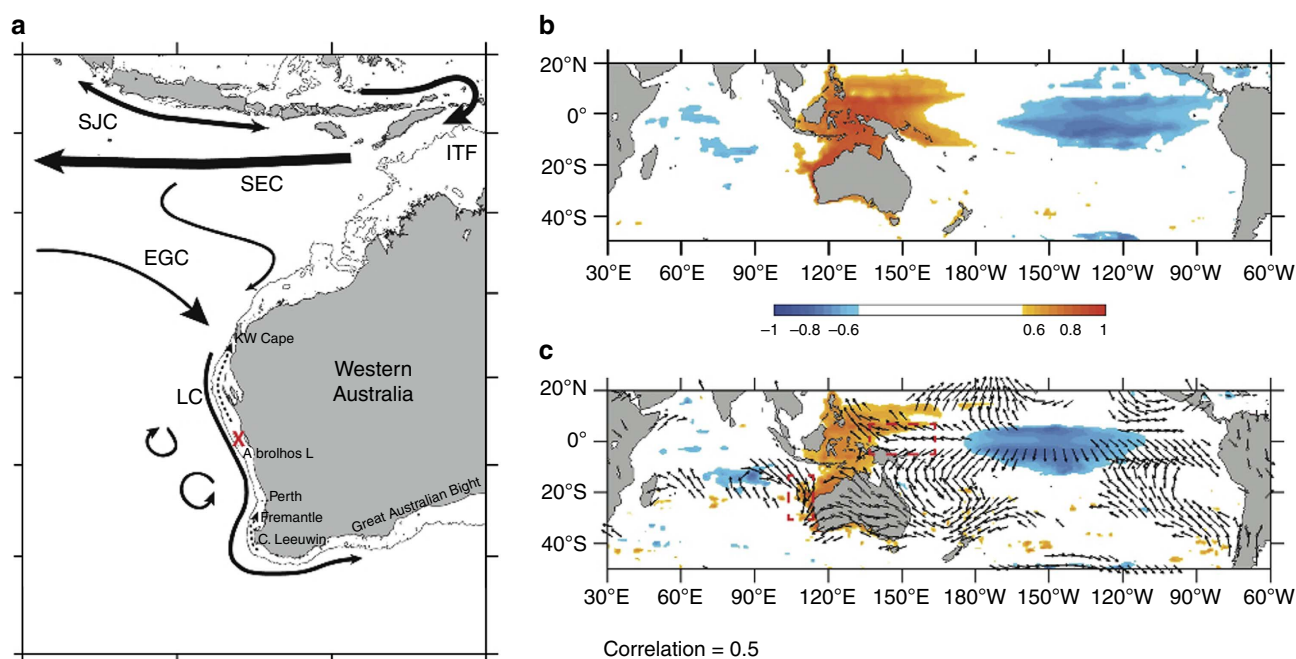 a
SJC
ITF
SEC
EGC
KW Cape
LC
Western
Australia
X
A brolhos L
Perth
Fremantle
C. Leeuwin
Great Australian Bight
b
20°N
0°
20°S
40°S
30°E 60°E 90°E 120°E 150°E 180°W 150°W 120°W 90°W 60°W
−1 −0.8 −0.6 0.6 0.8 1
c
20°N
0°
20°S
40°S
30°E 60°E 90°E 120°E 150°E 180°W 150°W 120°W 90°W 60°W
Correlation = 0.5